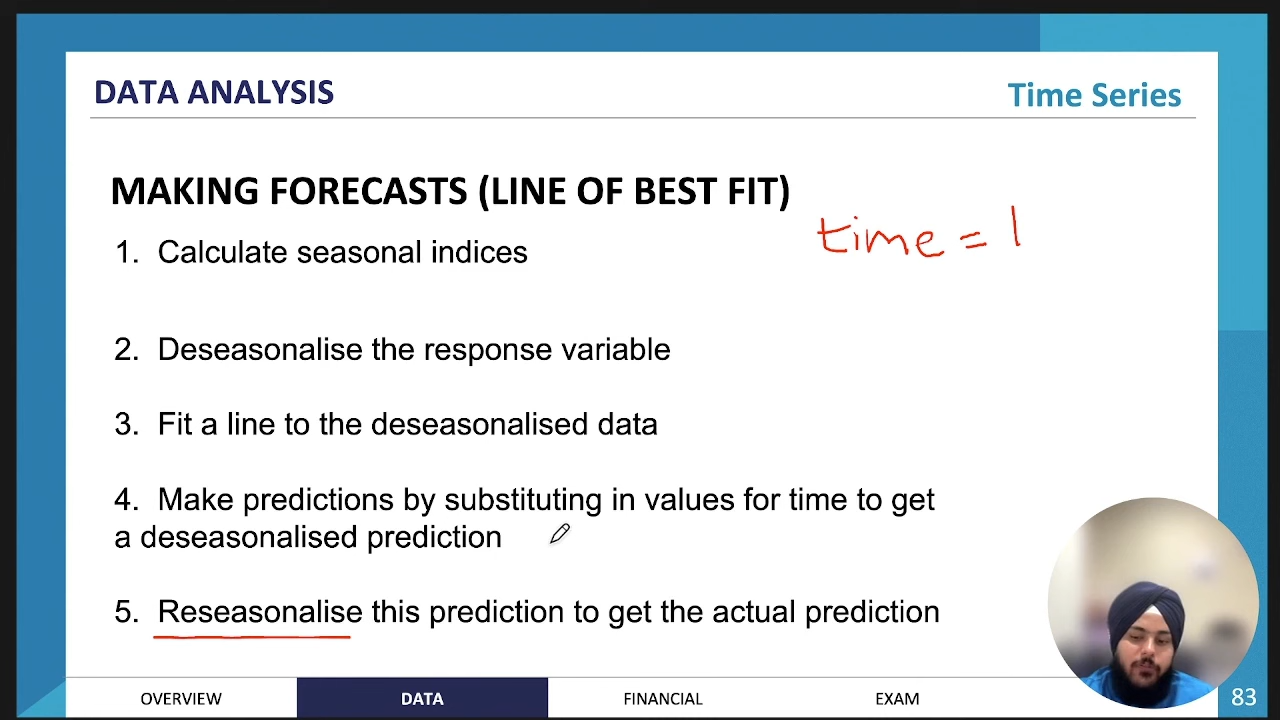 DATA ANALYSIS
Time Series
MAKING FORECASTS (LINE OF BEST FIT)
time = 1
1. Calculate seasonal indices
2. Deseasonalise the response variable
3. Fit a line to the deseasonalised data
4. Make predictions by substituting in values for time to get
a deseasonalised prediction
5. Reseasonalise this prediction to get the actual prediction
OVERVIEW
DATA
FINANCIAL
EXAM
83